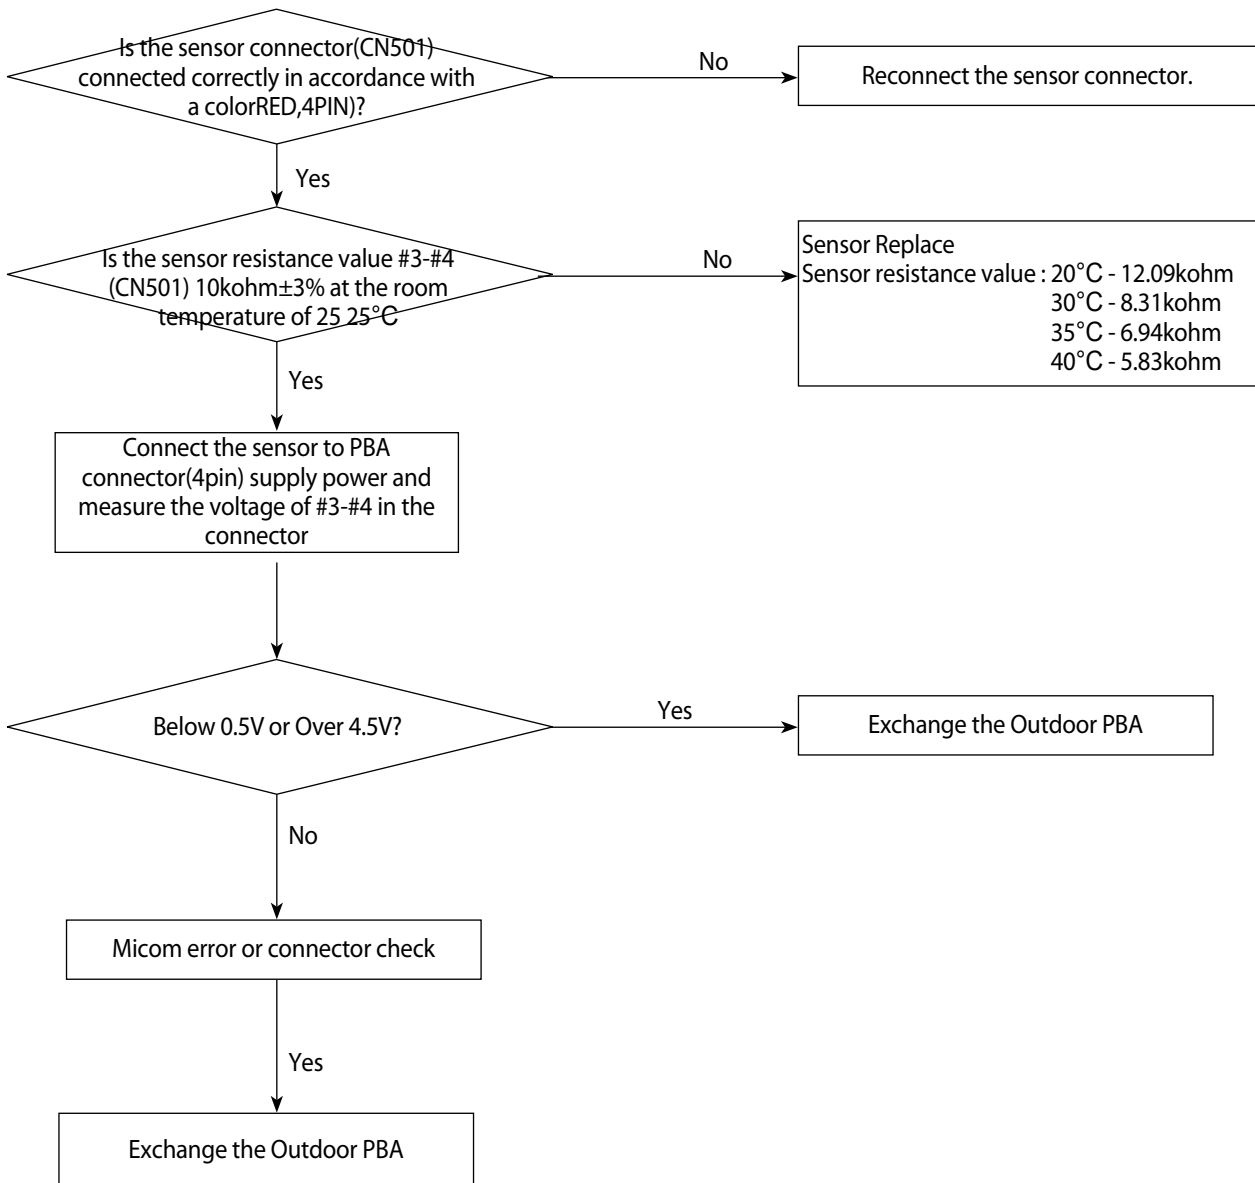 Is the sensor connector(CN501)
connected correctly in accordance with
a colorRED,4PIN)?
No
Reconnect the sensor connector.
Yes
Is the sensor resistance value #3-#4
(CN501) 10kohm±3% at the room
temperature of 25 25°C
No
Sensor Replace
Sensor resistance value : 20°C - 12.09kohm
30°C - 8.31kohm
35°C - 6.94kohm
40°C - 5.83kohm
Yes
Connect the sensor to PBA
connector(4pin) supply power and
measure the voltage of #3-#4 in the
connector
Below 0.5V or Over 4.5V?
Yes
Exchange the Outdoor PBA
No
Micom error or connector check
Yes
Exchange the Outdoor PBA